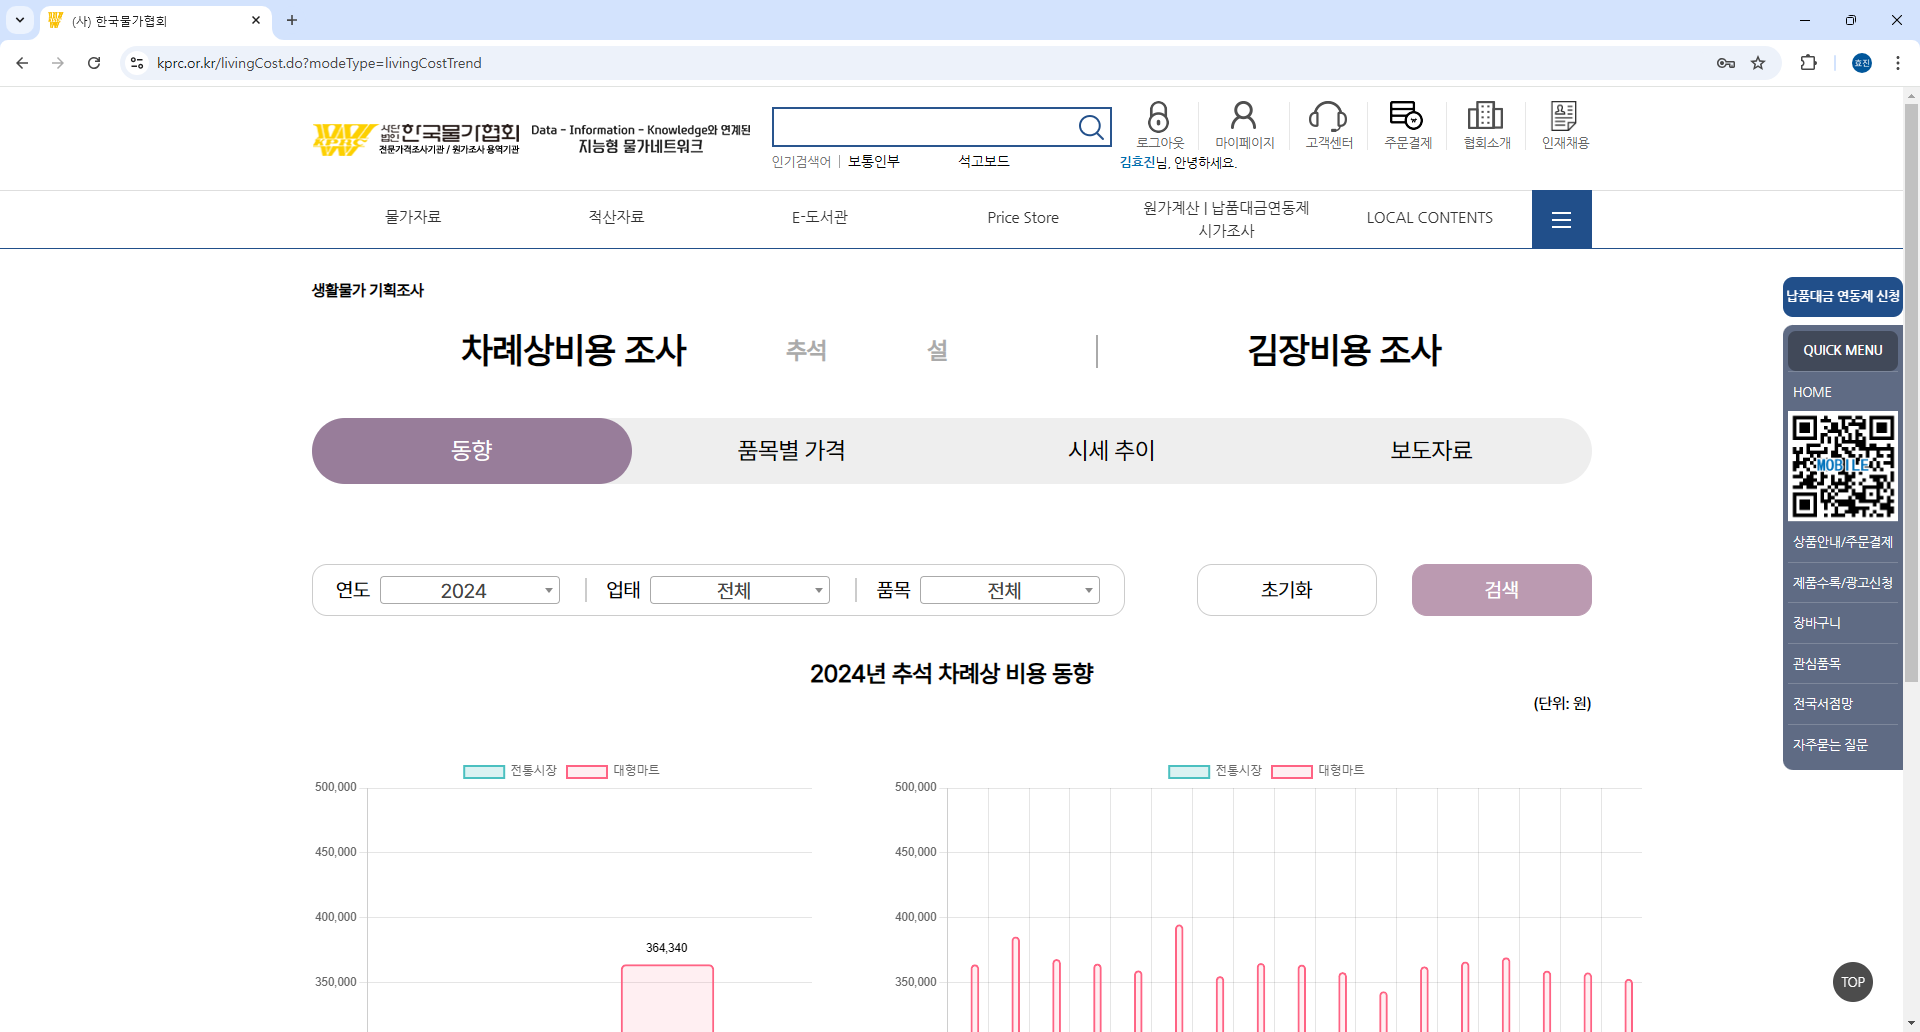 (사) 한국물가협회
kprc.or.kr/livingCost.do?modeType=livingCostTrend
효진
사단법인 한국물가협회
전문가격조사기관 / 원가조사 용역기관
Data - Information - Knowledge와 연계된
지능형 물가네트워크
인기검색어 | 보통인부 석고보드
로그아웃
마이페이지
고객센터
주문결제
협회소개
인재채용
김효진님, 안녕하세요.
물가자료
적산자료
E-도서관
Price Store
원가계산 | 납품대금연동제
시가조사
LOCAL CONTENTS
생활물가 기획조사
차례상비용 조사
추석
설
김장비용 조사
동향
품목별 가격
시세 추이
보도자료
연도 2024
업태 전체
품목 전체
초기화
검색
2024년 추석 차례상 비용 동향
(단위: 원)
전통시장 대형마트
500,000
450,000
400,000
350,000
364,340
전통시장 대형마트
500,000
450,000
400,000
350,000
납품대금 연동제 신청
QUICK MENU
HOME
MOBILE
상품안내/주문결제
제품수록/광고신청
장바구니
관심품목
전국서점망
자주묻는 질문
TOP